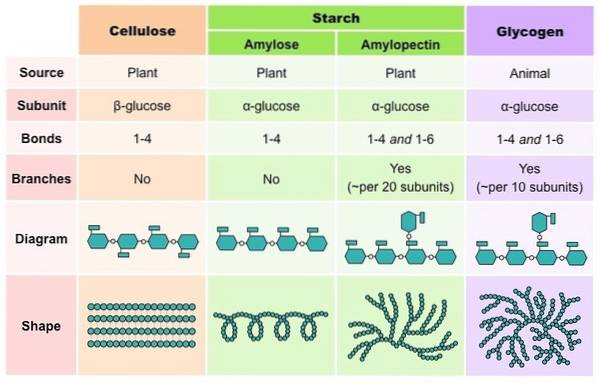 Cellulose
Starch
Glycogen
Amylose
Amylopectin
Source
Plant
Plant
Plant
Animal
Subunit
β-glucose
α-glucose
α-glucose
α-glucose
Bonds
1-4
1-4
1-4 and 1-6
1-4 and 1-6
Branches
No
No
Yes
(~per 20 subunits)
Yes
(~per 10 subunits)
Diagram
Shape